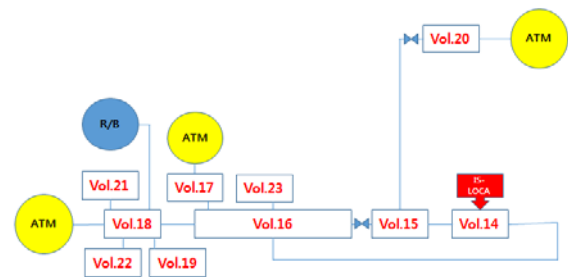 Vol.20
ATM
R/B
ATM
Vol.21
Vol.17
Vol.23
IS-
LOCA
ATM
Vol.18
Vol.16
Vol.15
Vol.14
Vol.22
Vol.19